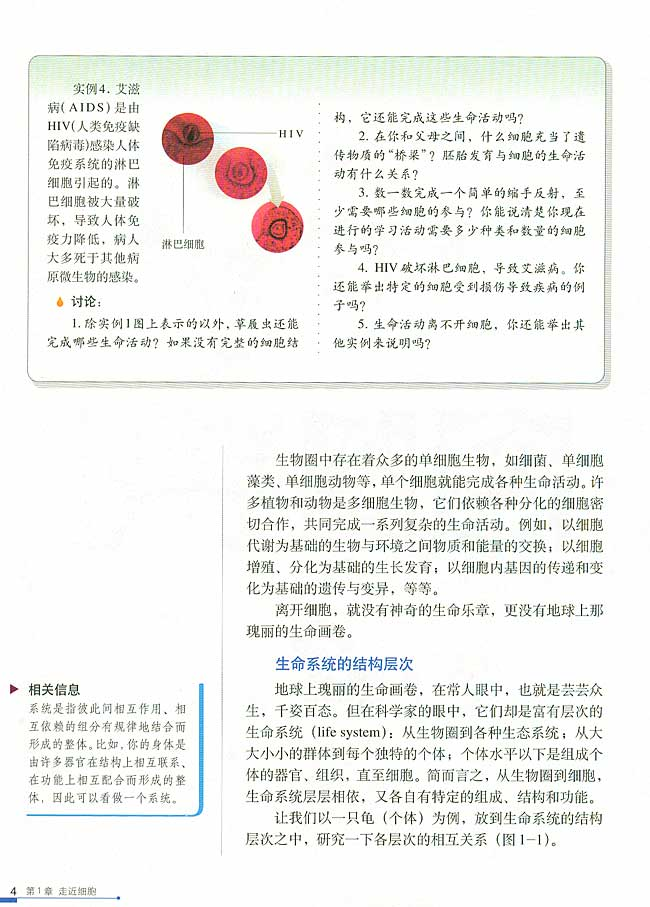 实例4. 艾滋
病(AIDS)是由
HIV(人类免疫缺
陷病毒)感染人体
免疫系统的淋巴
细胞引起的。淋
巴细胞被大量破
坏，导致人体免
疫力降低，病人
大多死于其他病
原微生物的感染。
HIV
淋巴细胞
讨论：
1. 除实例1图上表示的以外，草履虫还能
完成哪些生命活动？如果没有完整的细胞结
构，它还能完成这些生命活动吗？
2. 在你和父母之间，什么细胞充当了遗
传物质的“桥梁”？胚胎发育与细胞的生命活
动有什么关系？
3. 数一数完成一个简单的缩手反射，至
少需要哪些细胞的参与？你能说清楚你现在
进行的学习活动需要多少种类和数量的细胞
参与吗？
4. HIV破坏淋巴细胞，导致艾滋病。你
还能举出特定的细胞受到损伤导致疾病的例
子吗？
5. 生命活动离不开细胞，你还能举出其
他实例来说明吗？
生物圈中存在着众多的单细胞生物，如细菌、单细胞
藻类、单细胞动物等，单个细胞就能完成各种生命活动。许
多植物和动物是多细胞生物，它们依赖各种分化的细胞密
切合作，共同完成一系列复杂的生命活动。例如，以细胞
代谢为基础的生物与环境之间物质和能量的交换；以细胞
增殖、分化为基础的生长发育；以细胞内基因的传递和变
化为基础的遗传与变异，等等。
离开细胞，就没有神奇的生命乐章，更没有地球上那
瑰丽的生命画卷。
生命系统的结构层次
地球上瑰丽的生命画卷，在常人眼中，也就是芸芸众
生，千姿百态。但在科学家的眼中，它们却是富有层次的
生命系统（life system）：从生物圈到各种生态系统；从大
大小小的群体到每个独特的个体；个体水平以下是组成个
体的器官、组织，直至细胞。简而言之，从生物圈到细胞，
生命系统层层相依，又各自有特定的组成、结构和功能。
让我们以一只龟（个体）为例，放到生命系统的结构
层次之中，研究一下各层次的相互关系（图1-1）。
相关信息
系统是指彼此间相互作用、相
互依赖的组分有规律地结合而
形成的整体。比如，你的身体是
由许多器官在结构上相互联系、
在功能上相互配合而形成的整
体，因此可以看做一个系统。
4 第1章 走近细胞